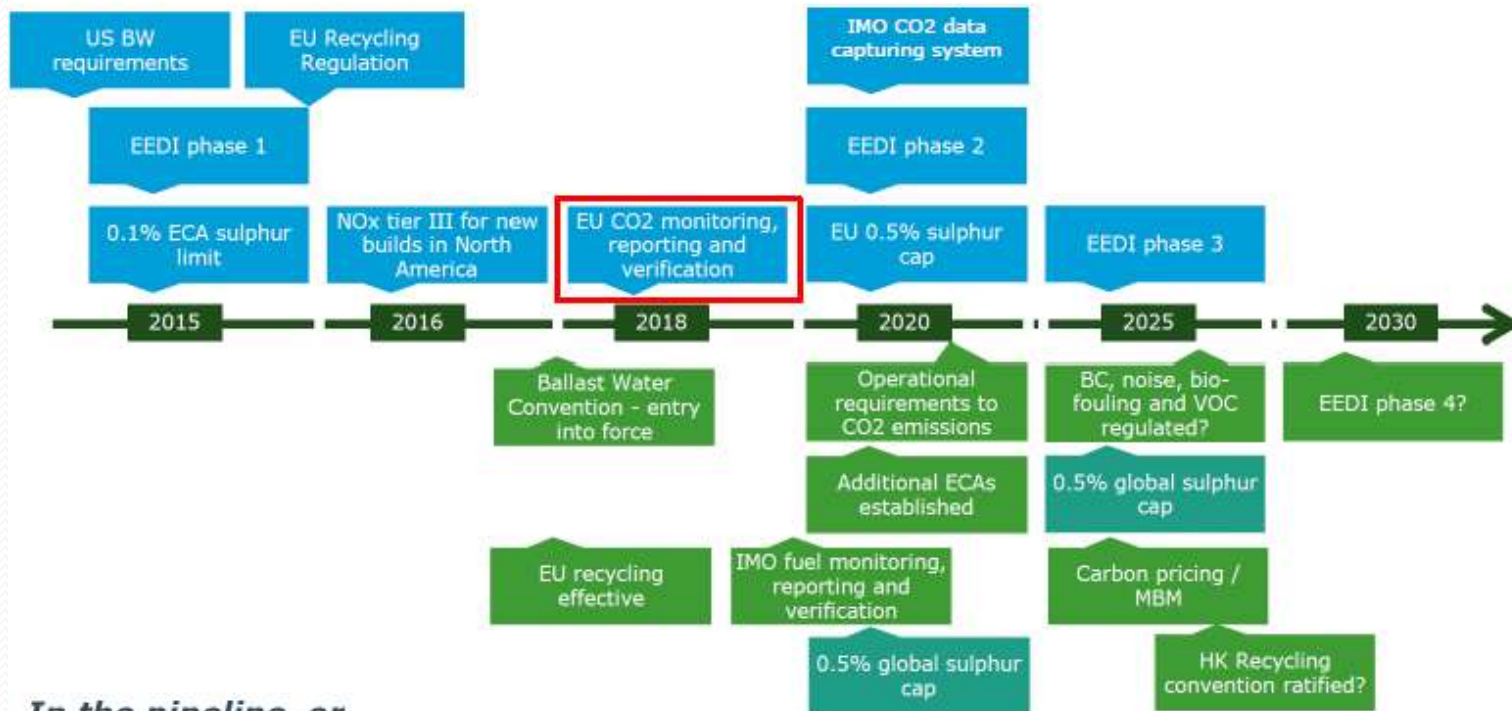 US BW
requirements
EU Recycling
Regulation
IMO CO2 data
capturing system
EEDI phase 1
EEDI phase 2
0.1% ECA sulphur
limit
NOx tier III for new
builds in North
America
EU CO2 monitoring,
reporting and
verification
EU 0.5% sulphur
cap
EEDI phase 3
2015
2016
2018
2020
2025
2030
Ballast Water
Convention - entry
into force
Operational
requirements to
CO2 emissions
BC, noise, bio-
fouling and VOC
regulated?
EEDI phase 4?
Additional ECAs
established
0.5% global sulphur
cap
EU recycling
effective
IMO fuel monitoring,
reporting and
verification
Carbon pricing /
MBM
0.5% global sulphur
cap
HK Recycling
convention ratified?
In the pipeline, or